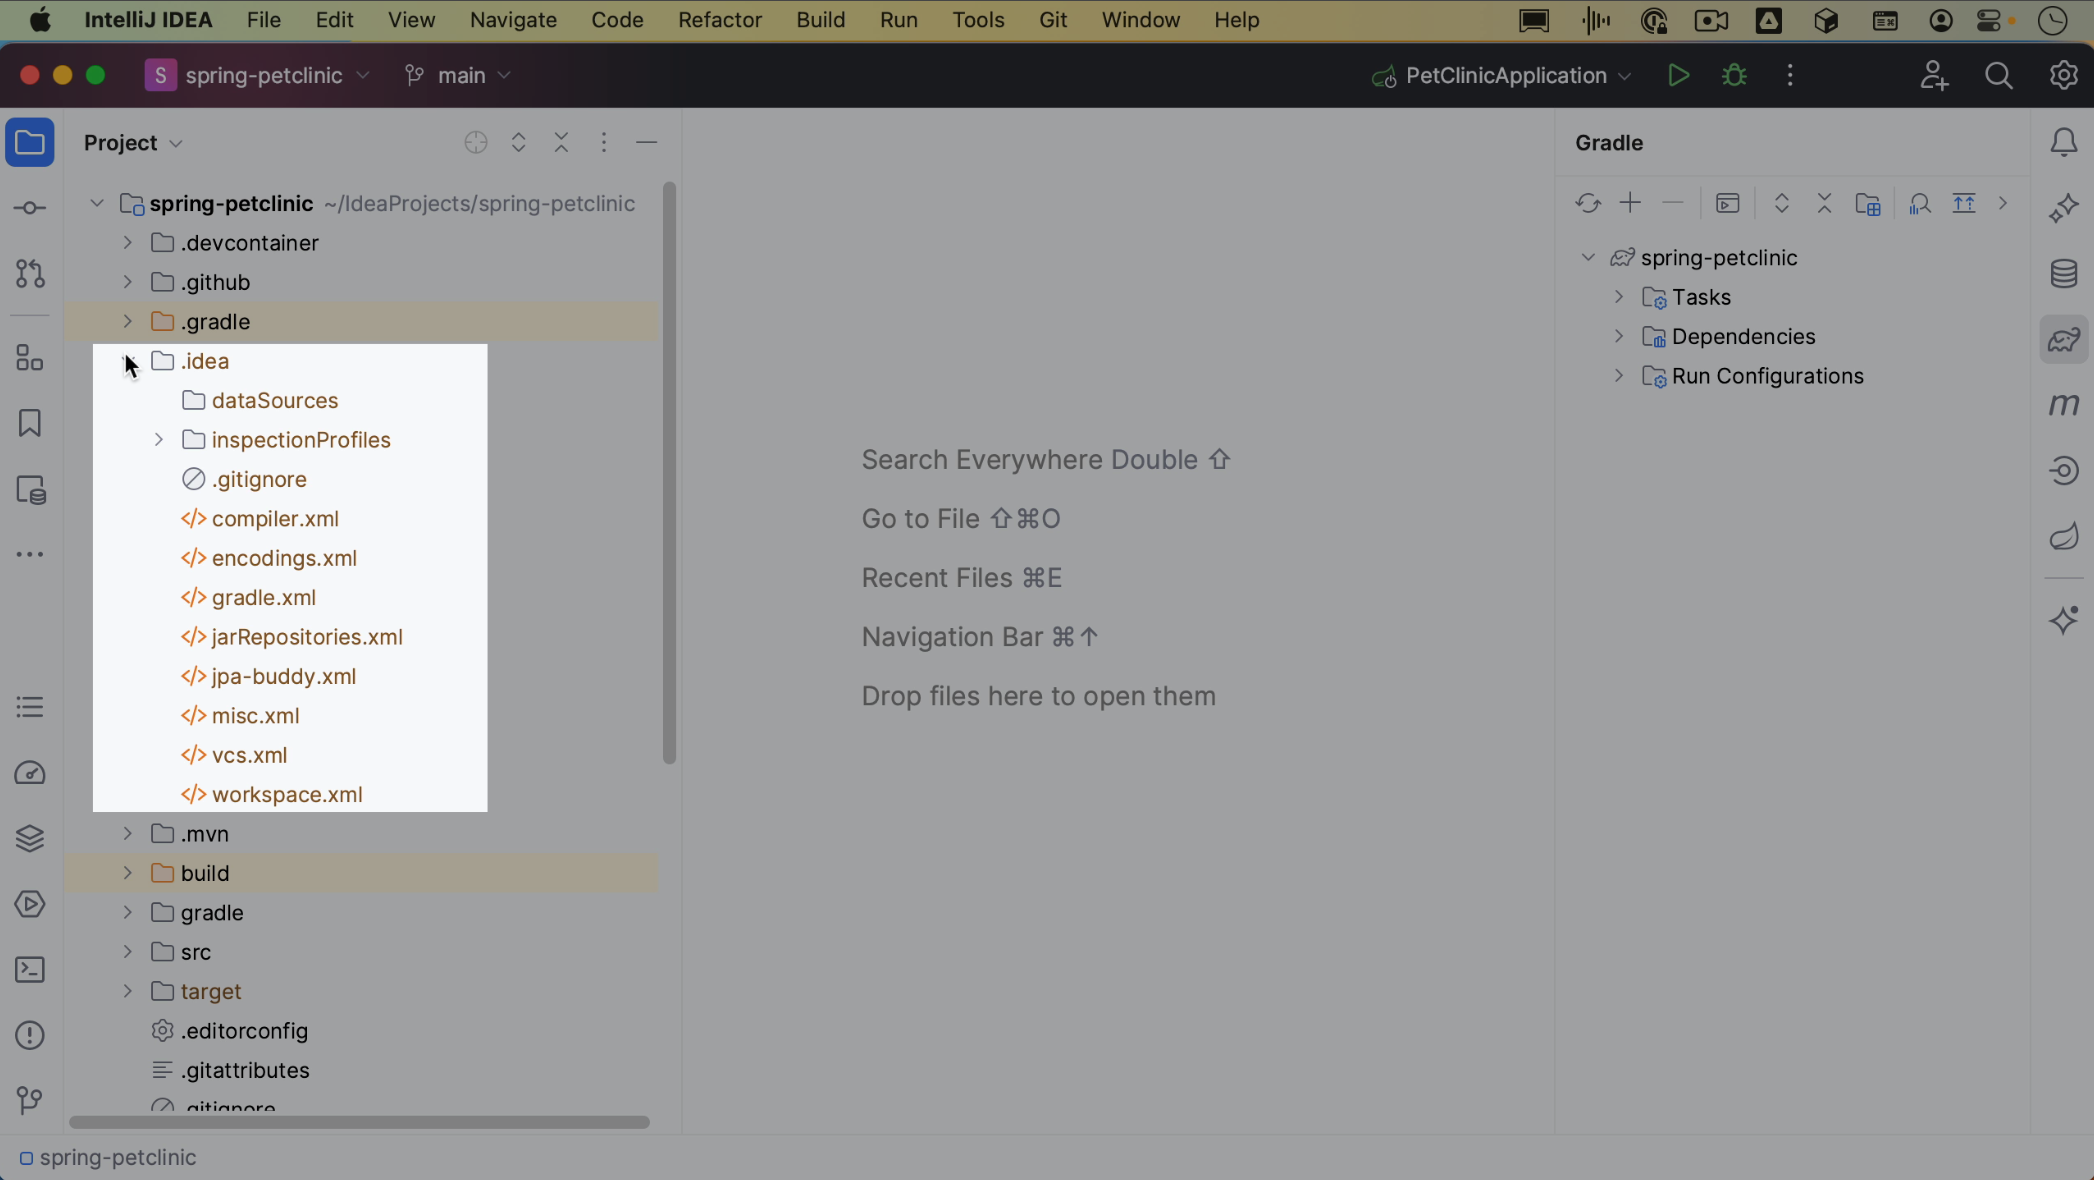 IntelliJ IDEA File Edit View Navigate Code Refactor Build Run Tools Git Window Help
S spring-petclinic main PetClinicApplication
Project
spring-petclinic ~/IdeaProjects/spring-petclinic
.devcontainer
.github
.gradle
.idea
dataSources
inspectionProfiles
.gitignore
</> compiler.xml
</> encodings.xml
</> gradle.xml
</> jarRepositories.xml
</> jpa-buddy.xml
</> misc.xml
</> vcs.xml
</> workspace.xml
.mvn
build
gradle
src
target
.editorconfig
.gitattributes
.gitignore
Search Everywhere Double ⇧
Go to File ⇧⌘O
Recent Files ⌘E
Navigation Bar ⌘↑
Drop files here to open them
Gradle
spring-petclinic
Tasks
Dependencies
Run Configurations
m
spring-petclinic